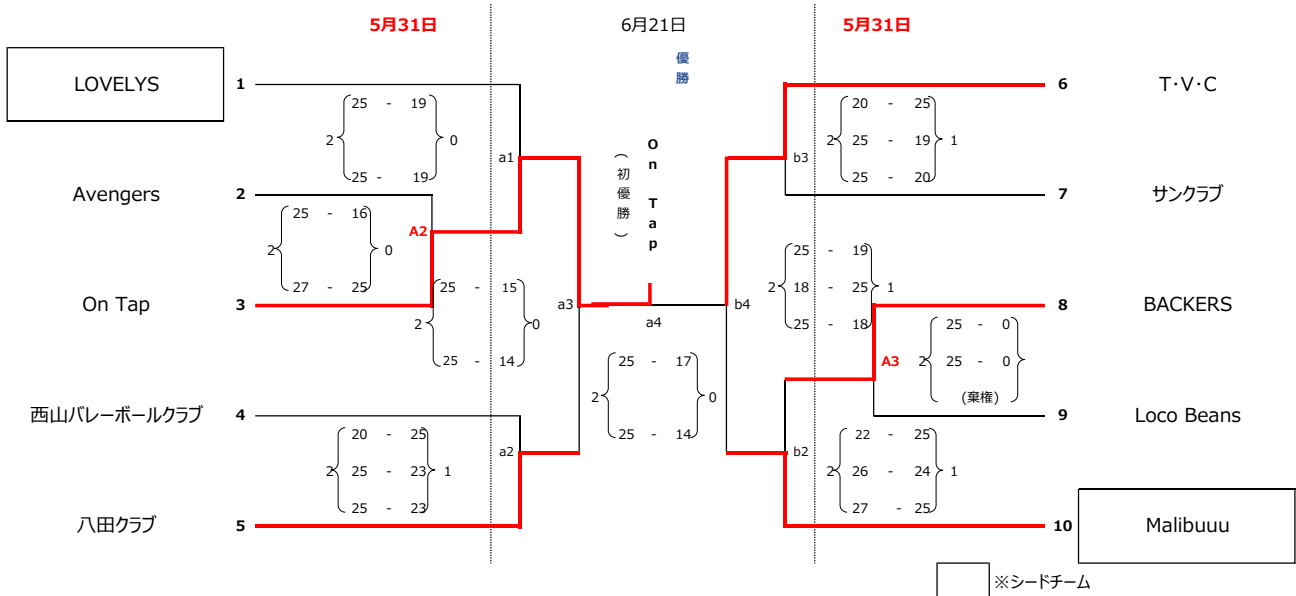 5月31日
6月21日
5月31日
優勝
LOVELYS
1
6
T・V・C
25 - 19
2
0
25 - 19
20 - 25
2
25 - 19
1
25 - 20
On Tap
(初優勝)
a1
b3
Avengers
2
7
サンクラブ
25 - 16
2
0
27 - 25
A2
25 - 19
2
18 - 25
1
25 - 18
On Tap
3
25 - 15
2
0
25 - 14
a3
a4
b4
8
BACKERS
25 - 0
2
25 - 0
(棄権)
A3
25 - 17
2
0
25 - 14
西山バレーボールクラブ
4
9
Loco Beans
20 - 25
2
25 - 23
1
25 - 23
a2
b2
22 - 25
2
26 - 24
1
27 - 25
八田クラブ
5
10
Malibuuu
※シードチーム